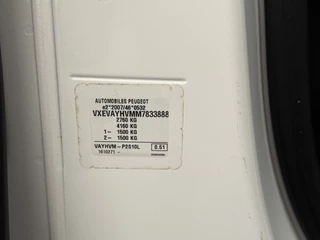 AUTOMOBILES PEUGEOT
e2*2007/46*0532
VXEVAYHVMM7833888
2760 KG
4160 KG
1- 1500 KG
2- 1500 KG
VAYHVM-P2S10L 0.51
1610271 -